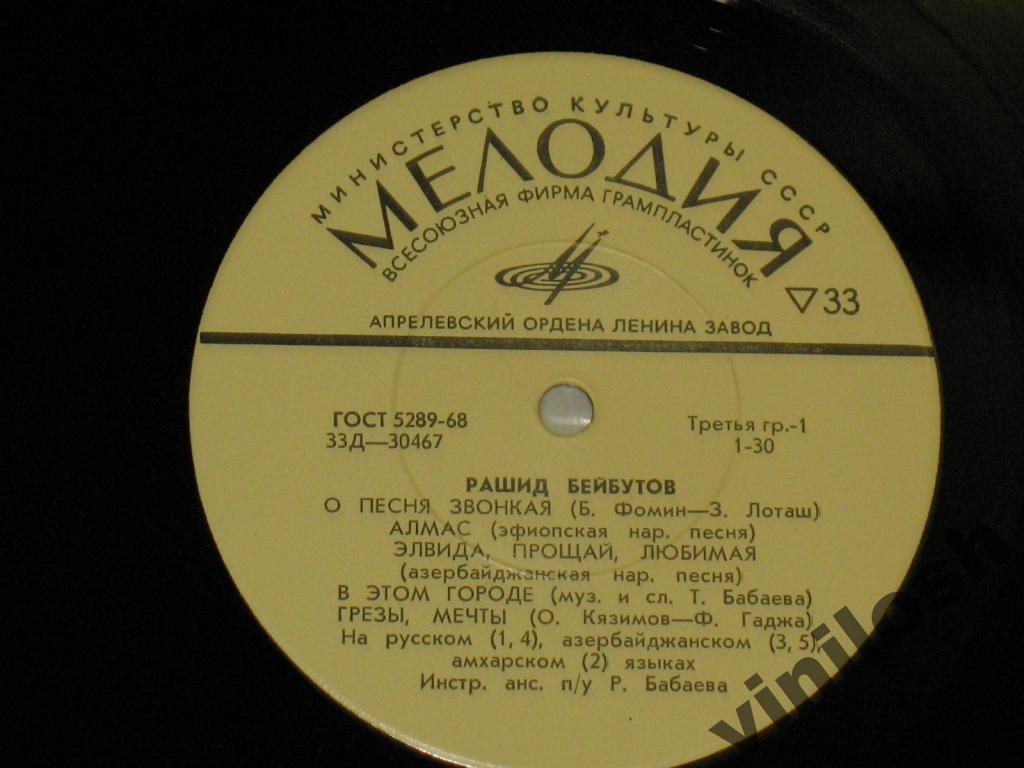 МИНИСТЕРСТВО КУЛЬТУРЫ СССР
МЕЛОДИЯ
ВСЕСОЮЗНАЯ ФИРМА ГРАМПЛАСТИНОК
▽33
АПРЕЛЕВСКИЙ ОРДЕНА ЛЕНИНА ЗАВОД
ГОСТ 5289-68
33Д—30467
Третья гр.-1
1-30
РАШИД БЕЙБУТОВ
О ПЕСНЯ ЗВОНКАЯ (Б. Фомин—З. Лоташ)
АЛМАС (эфиопская нар. песня)
ЭЛВИДА, ПРОЩАЙ, ЛЮБИМАЯ
(азербайджанская нар. песня)
В ЭТОМ ГОРОДЕ (муз. и сл. Т. Бабаева)
ГРЕЗЫ, МЕЧТЫ (О. Кязимов—Ф. Гаджа)
На русском (1, 4), азербайджанском (3, 5),
амхарском (2) языках
Инстр. анс. п/у Р. Бабаева